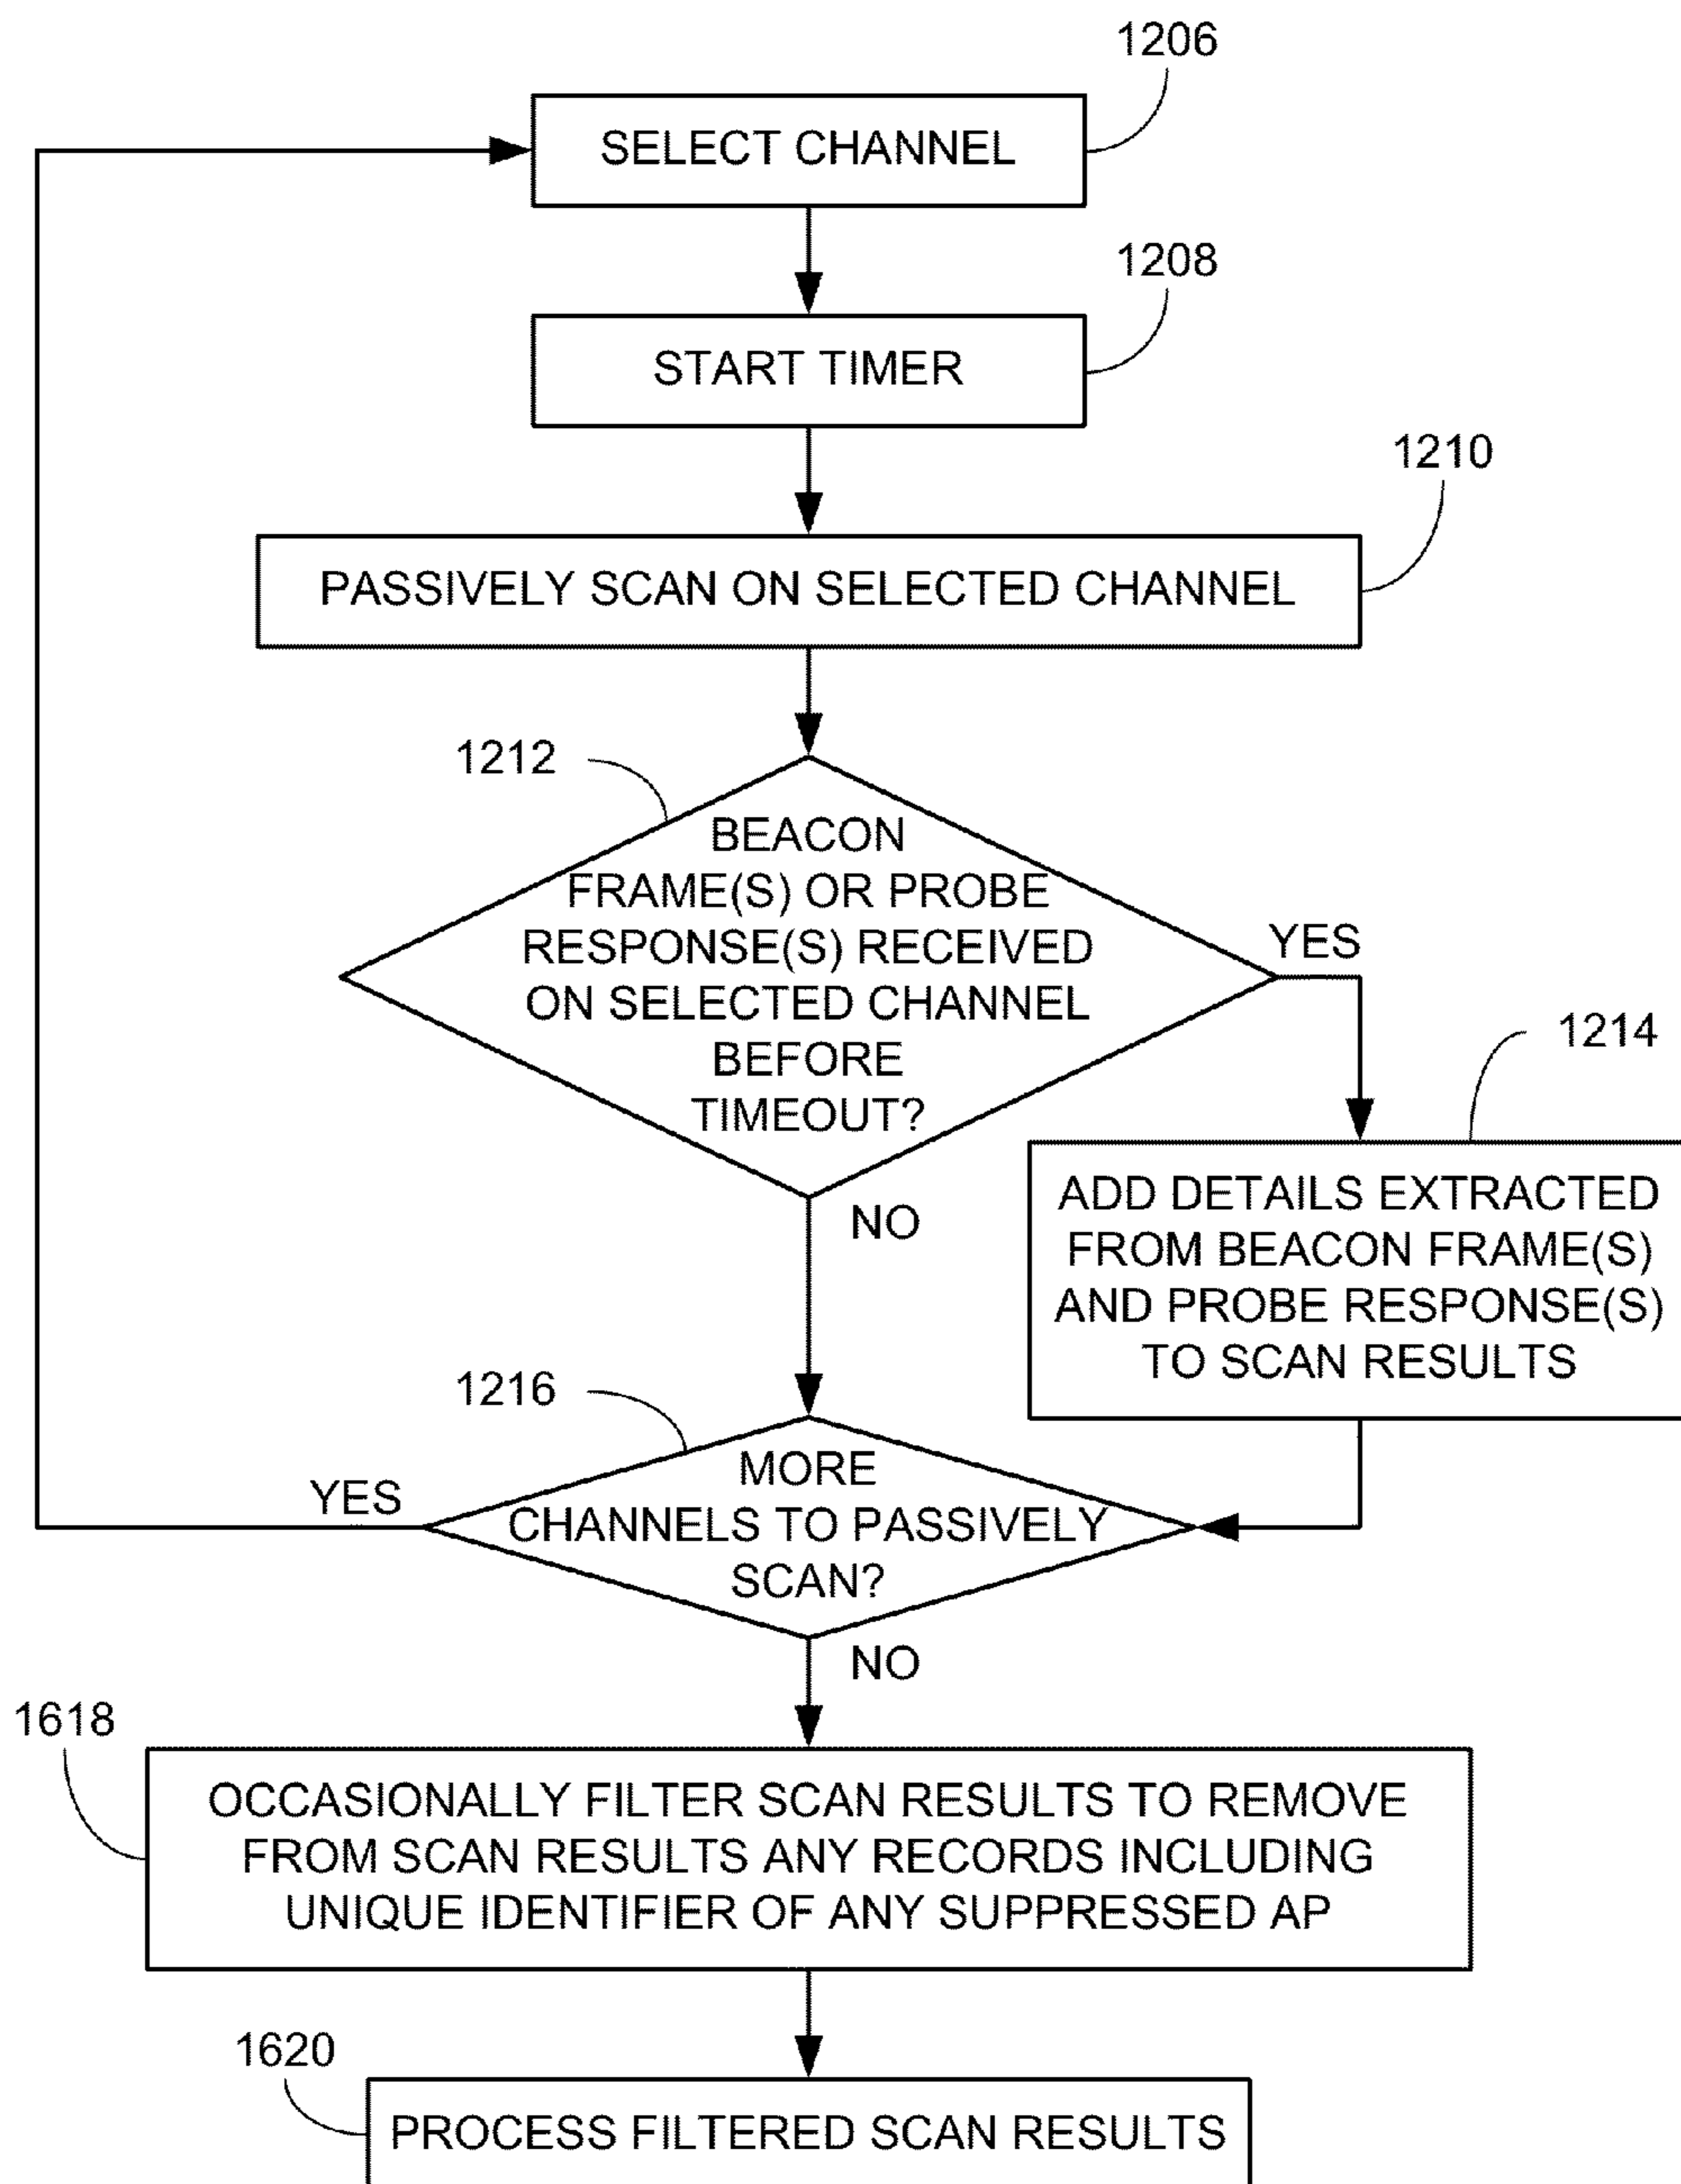 1206
SELECT CHANNEL
1208
START TIMER
1210
PASSIVELY SCAN ON SELECTED CHANNEL
1212
BEACON
FRAME(S) OR PROBE
RESPONSE(S) RECEIVED
ON SELECTED CHANNEL
BEFORE
TIMEOUT?
YES
NO
1214
ADD DETAILS EXTRACTED
FROM BEACON FRAME(S)
AND PROBE RESPONSE(S)
TO SCAN RESULTS
1216
MORE
CHANNELS TO PASSIVELY
SCAN?
YES
NO
1618
OCCASIONALLY FILTER SCAN RESULTS TO REMOVE
FROM SCAN RESULTS ANY RECORDS INCLUDING
UNIQUE IDENTIFIER OF ANY SUPPRESSED AP
1620
PROCESS FILTERED SCAN RESULTS